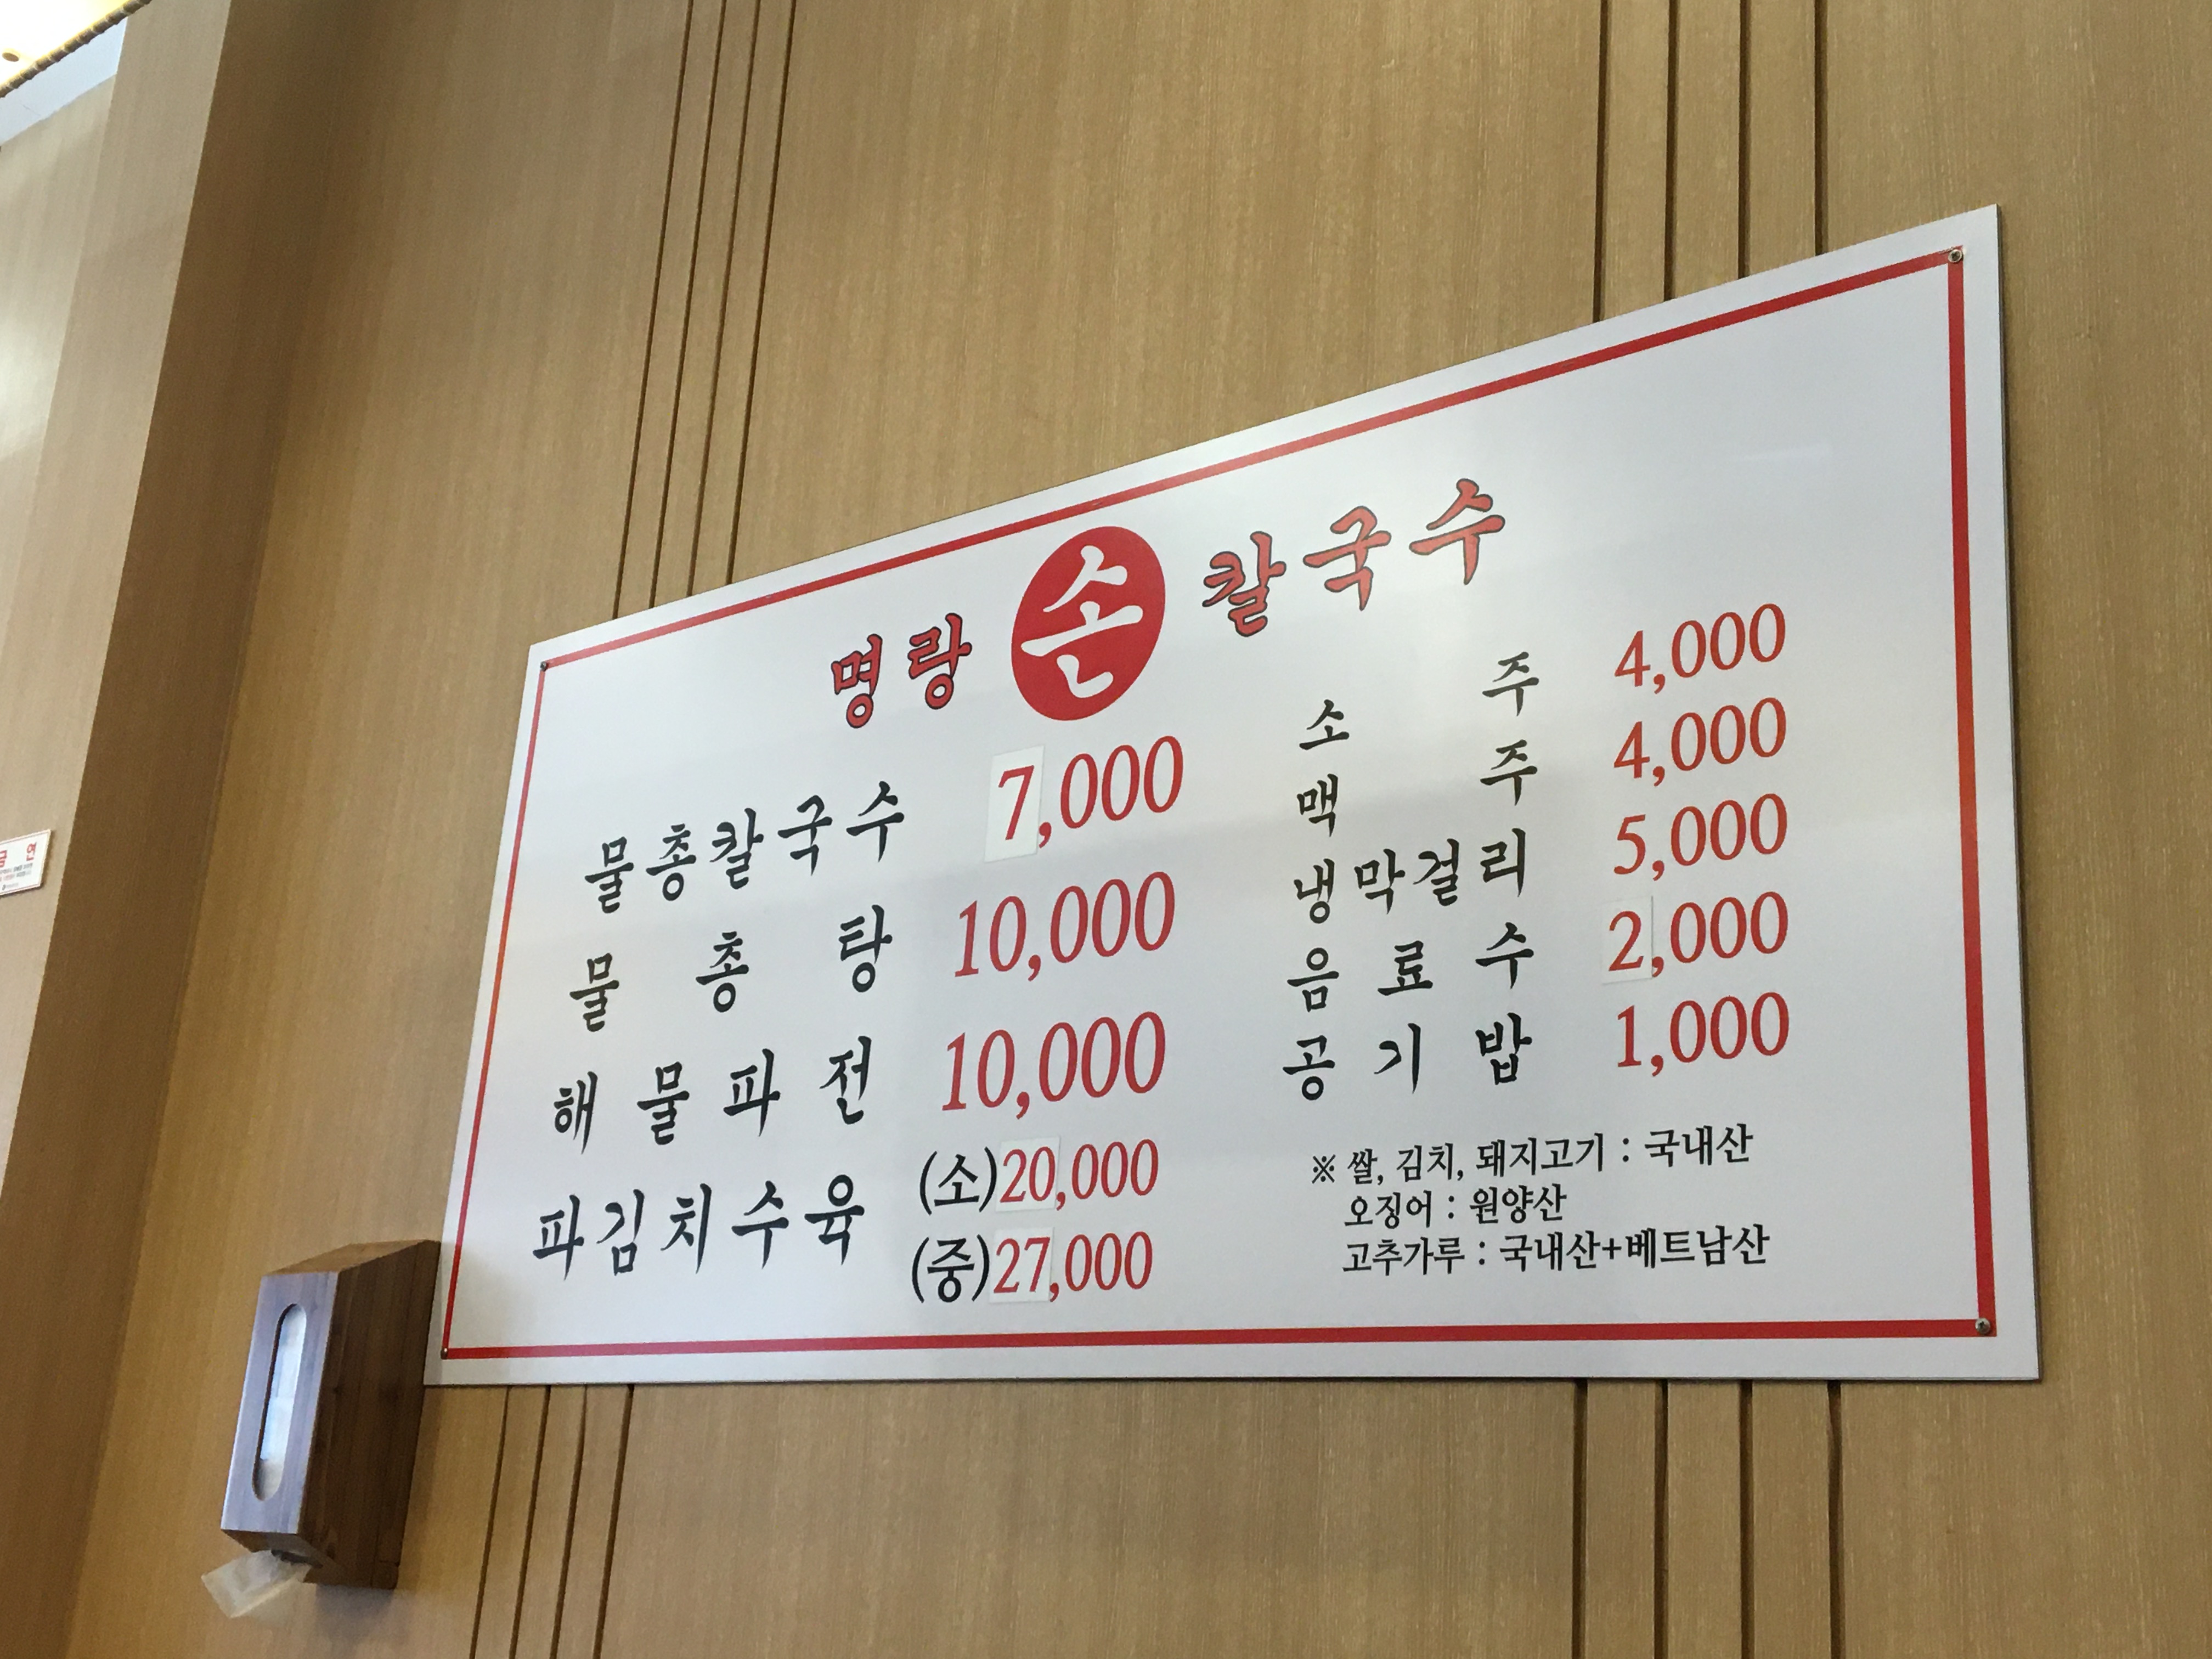 명랑 손 칼국수
물총칼국수 7,000
물총탕 10,000
해물파전 10,000
파김치수육 (소)20,000
(중)27,000
소주 4,000
맥주 4,000
냉막걸리 5,000
음료수 2,000
공기밥 1,000
※ 쌀, 김치, 돼지고기 : 국내산
오징어 : 원양산
고추가루 : 국내산+베트남산
금연